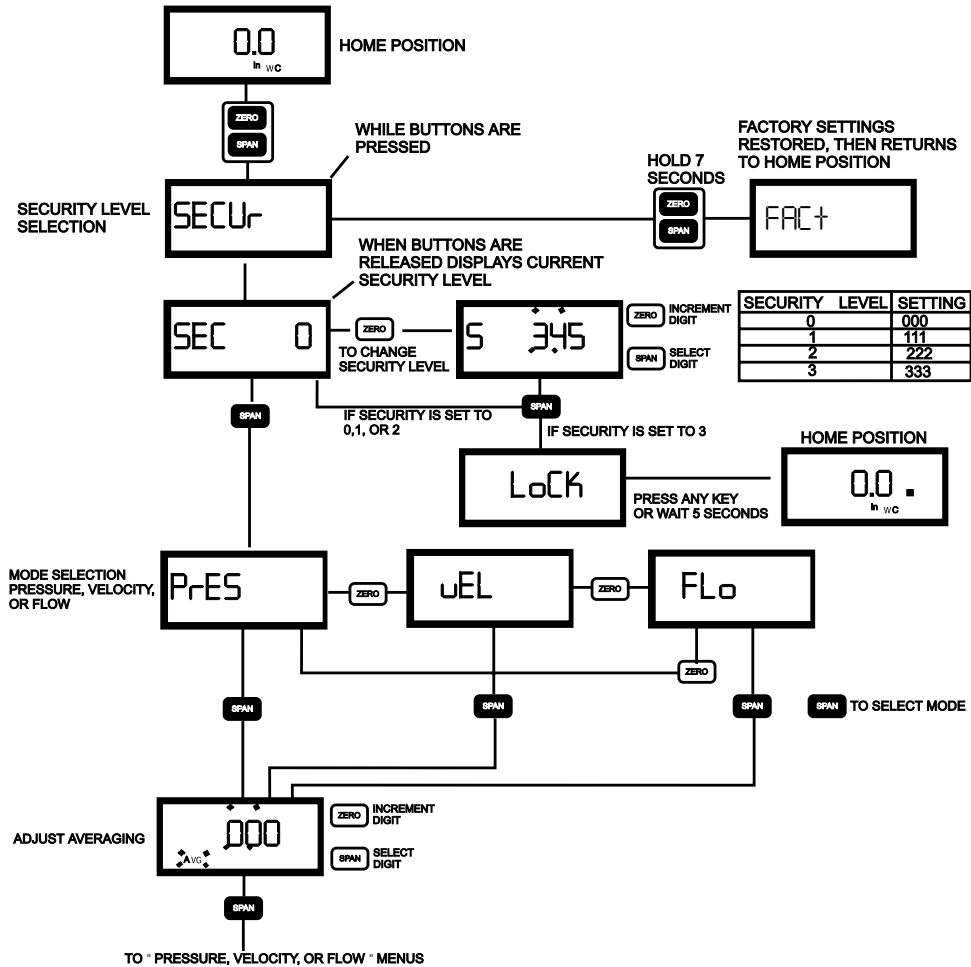 0.0
in wc
HOME POSITION
ZERO
SPAN
WHILE BUTTONS ARE
PRESSED
FACTORY SETTINGS
RESTORED, THEN RETURNS
TO HOME POSITION
HOLD 7
SECONDS
SECURITY LEVEL
SELECTION
SECUr
ZERO
SPAN
FACt
WHEN BUTTONS ARE
RELEASED DISPLAYS CURRENT
SECURITY LEVEL
SEC 0
ZERO
TO CHANGE
SECURITY LEVEL
S 345
ZERO INCREMENT
DIGIT
SPAN SELECT
DIGIT
SECURITY LEVEL SETTING
0 000
1 111
2 222
3 333
SPAN
IF SECURITY IS SET TO
0,1, OR 2
SPAN
IF SECURITY IS SET TO 3
LoCK
PRESS ANY KEY
OR WAIT 5 SECONDS
HOME POSITION
0.0
in wc
MODE SELECTION
PRESSURE, VELOCITY,
OR FLOW
PrES
ZERO
uEL
ZERO
FLo
ZERO
SPAN
SPAN
SPAN
SPAN TO SELECT MODE
ADJUST AVERAGING
000
AVG
ZERO INCREMENT
DIGIT
SPAN SELECT
DIGIT
SPAN
TO " PRESSURE, VELOCITY, OR FLOW " MENUS